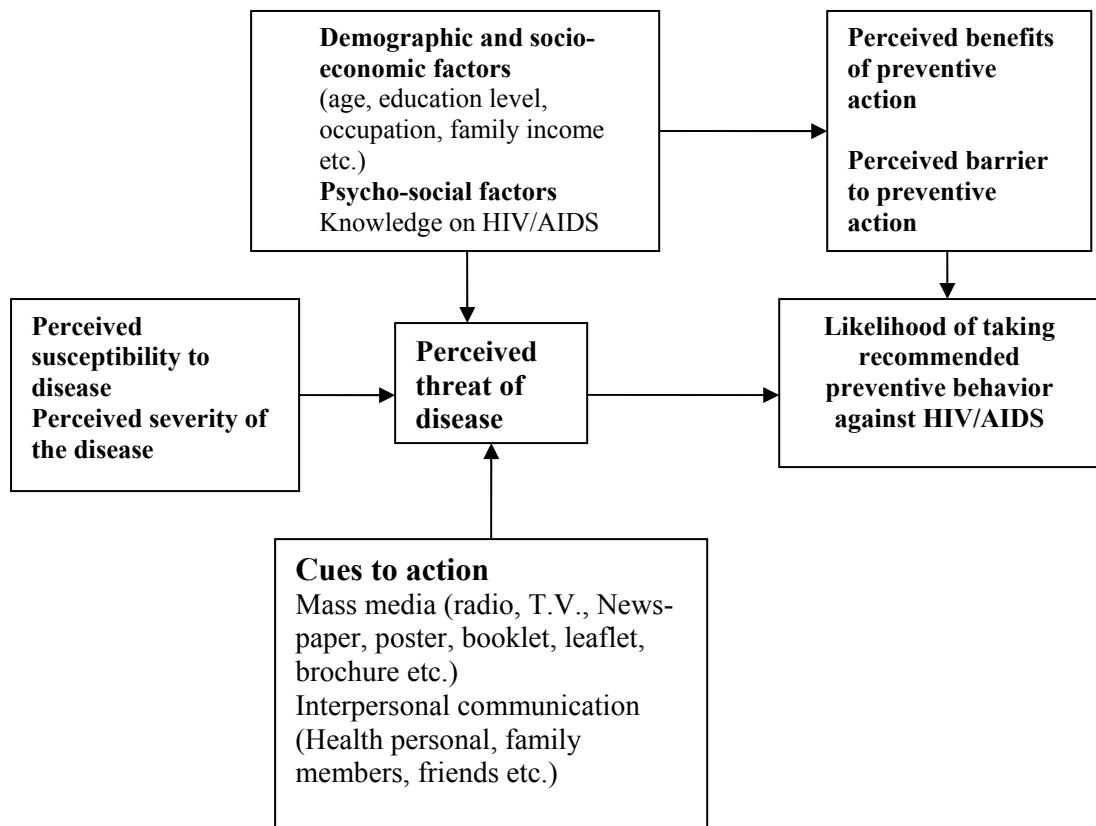 Demographic and socio-
economic factors
(age, education level,
occupation, family income
etc.)
Psycho-social factors
Knowledge on HIV/AIDS
Perceived benefits
of preventive
action
Perceived barrier
to preventive
action
Perceived
susceptibility to
disease
Perceived severity of
the disease
Perceived
threat of
disease
Likelihood of taking
recommended
preventive behavior
against HIV/AIDS
Cues to action
Mass media (radio, T.V., News-
paper, poster, booklet, leaflet,
brochure etc.)
Interpersonal communication
(Health personal, family
members, friends etc.)